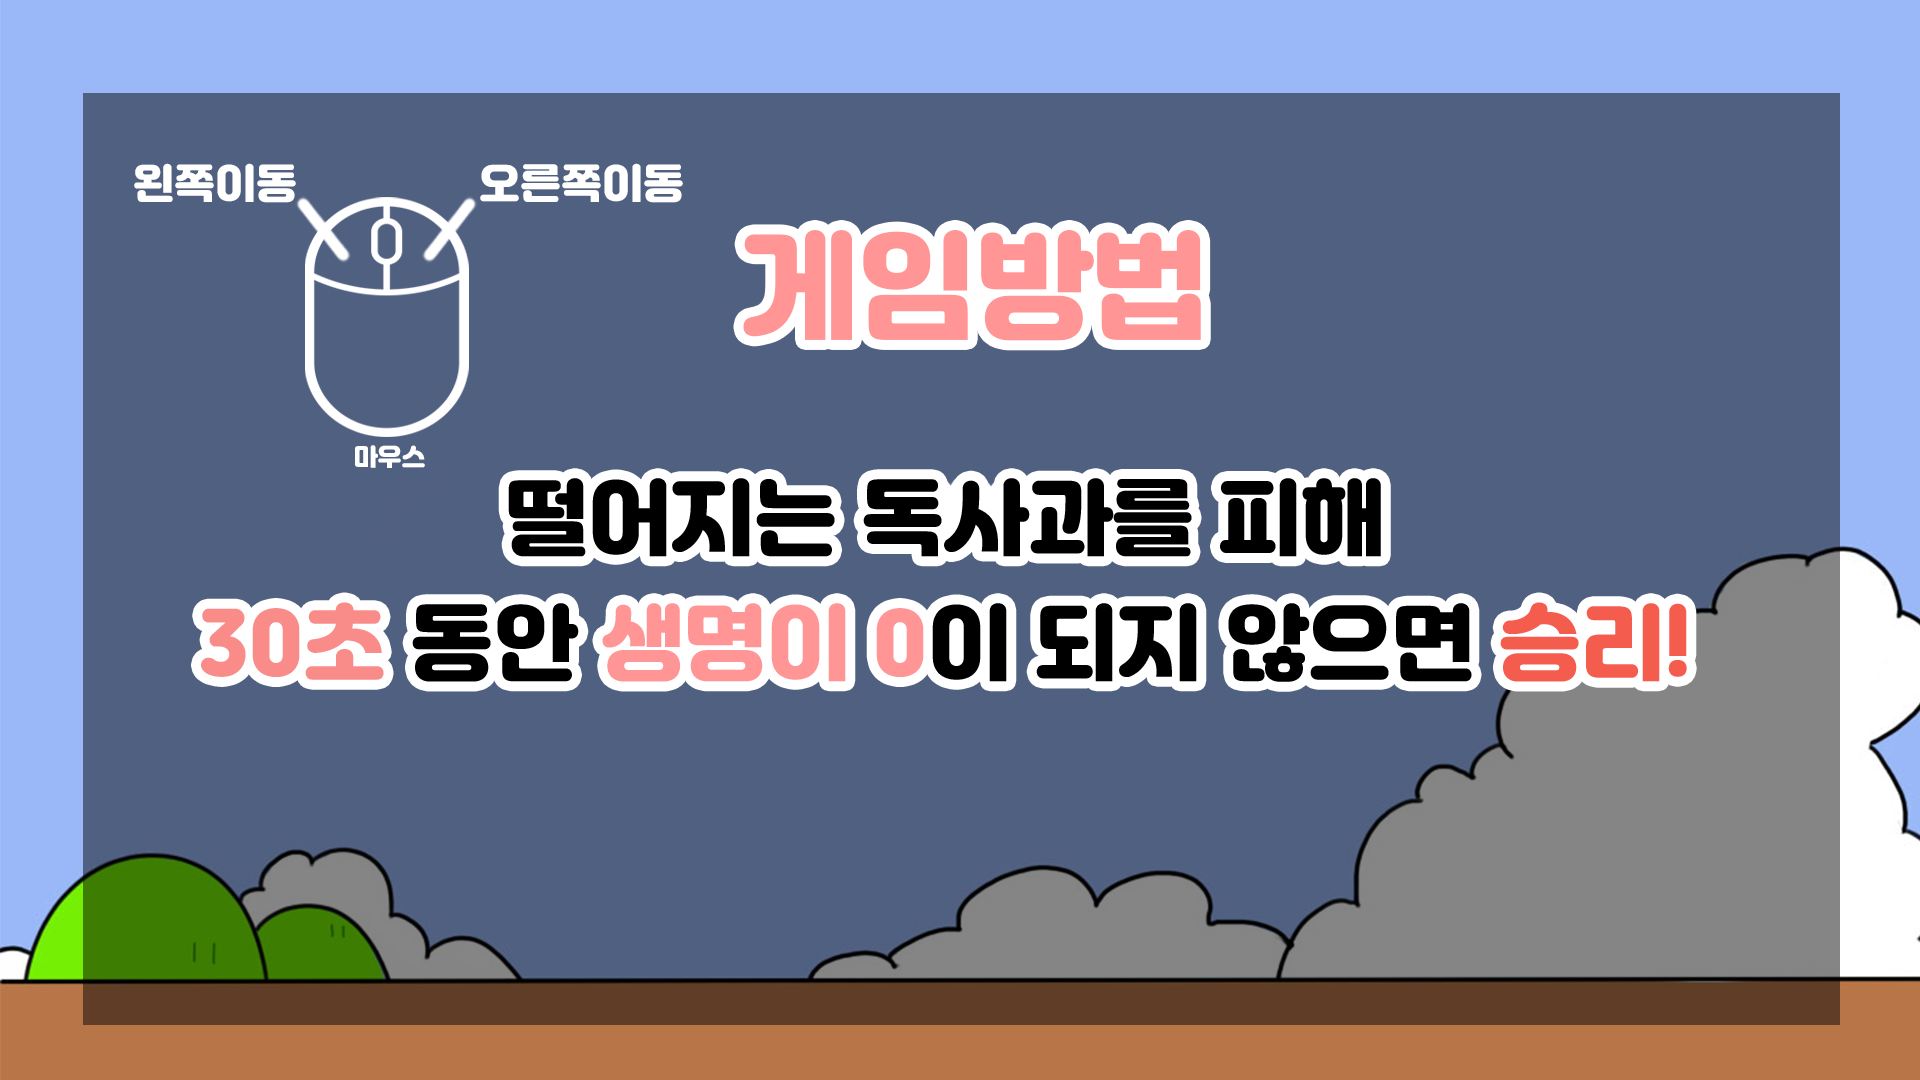 왼쪽이동
오른쪽이동
게임방법
마우스
떨어지는 독사과를 피해
30초 동안 생명이 0이 되지 않으면 승리!